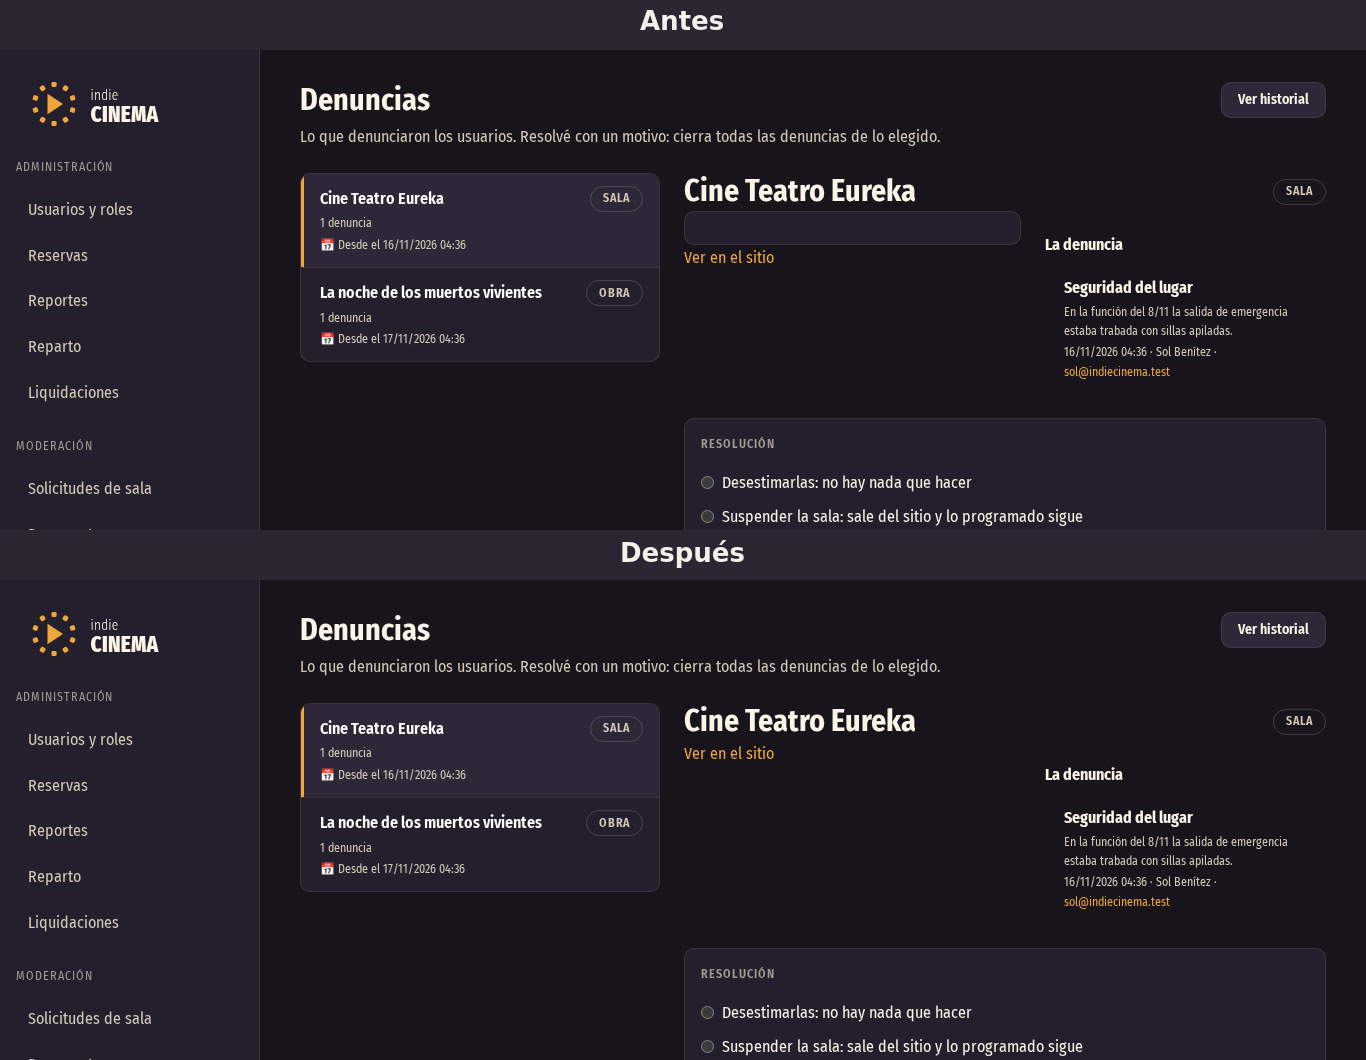 Antes
indie
CINEMA
ADMINISTRACIÓN
Usuarios y roles
Reservas
Reportes
Reparto
Liquidaciones
MODERACIÓN
Solicitudes de sala
Denuncias
Ver historial
Lo que denunciaron los usuarios. Resolvé con un motivo: cierra todas las denuncias de lo elegido.
Cine Teatro Eureka
SALA
1 denuncia
📅 Desde el 16/11/2026 04:36
La noche de los muertos vivientes
OBRA
1 denuncia
📅 Desde el 17/11/2026 04:36
Cine Teatro Eureka
SALA
Ver en el sitio
La denuncia
Seguridad del lugar
En la función del 8/11 la salida de emergencia
estaba trabada con sillas apiladas.
16/11/2026 04:36 · Sol Benítez ·
sol@indiecinema.test
RESOLUCIÓN
Desestimarlas: no hay nada que hacer
Suspender la sala: sale del sitio y lo programado sigue
Después
indie
CINEMA
ADMINISTRACIÓN
Usuarios y roles
Reservas
Reportes
Reparto
Liquidaciones
MODERACIÓN
Solicitudes de sala
Denuncias
Ver historial
Lo que denunciaron los usuarios. Resolvé con un motivo: cierra todas las denuncias de lo elegido.
Cine Teatro Eureka
SALA
1 denuncia
📅 Desde el 16/11/2026 04:36
La noche de los muertos vivientes
OBRA
1 denuncia
📅 Desde el 17/11/2026 04:36
Cine Teatro Eureka
SALA
Ver en el sitio
La denuncia
Seguridad del lugar
En la función del 8/11 la salida de emergencia
estaba trabada con sillas apiladas.
16/11/2026 04:36 · Sol Benítez ·
sol@indiecinema.test
RESOLUCIÓN
Desestimarlas: no hay nada que hacer
Suspender la sala: sale del sitio y lo programado sigue